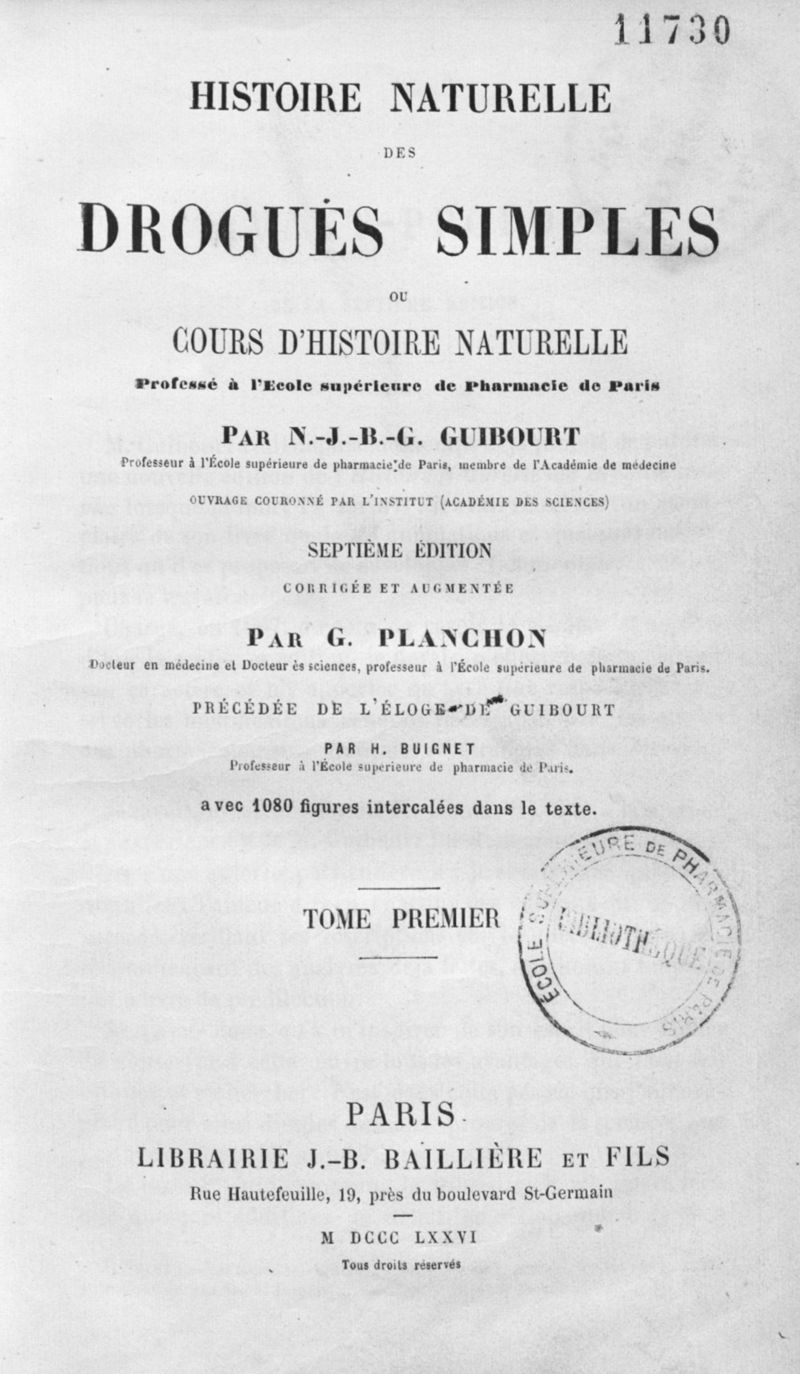 11730
HISTOIRE NATURELLE
DES
DROGUES SIMPLES
OU
COURS D'HISTOIRE NATURELLE
Professé à l'Ecole supérieure de Pharmacie de Paris
PAR N.-J.-B.-G. GUIBOURT
Professeur à l'École supérieure de pharmacie de Paris, membre de l'Académie de médecine
OUVRAGE COURONNÉ PAR L'INSTITUT (ACADÉMIE DES SCIENCES)
SEPTIÈME ÉDITION
CORRIGÉE ET AUGMENTÉE
PAR G. PLANCHON
Docteur en médecine et Docteur ès sciences, professeur à l'École supérieure de pharmacie de Paris.
PRÉCÉDÉE DE L'ÉLOGE DE GUIBOURT
PAR H. BUIGNET
Professeur à l'École supérieure de pharmacie de Paris.
avec 1080 figures intercalées dans le texte.
TOME PREMIER
ÉCOLE SUPÉRIEURE DE PHARMACIE DE PARIS
BIBLIOTHÈQUE
PARIS
LIBRAIRIE J.-B. BAILLIÈRE ET FILS
Rue Hautefeuille, 19, près du boulevard St-Germain
M DCCC LXXVI
Tous droits réservés